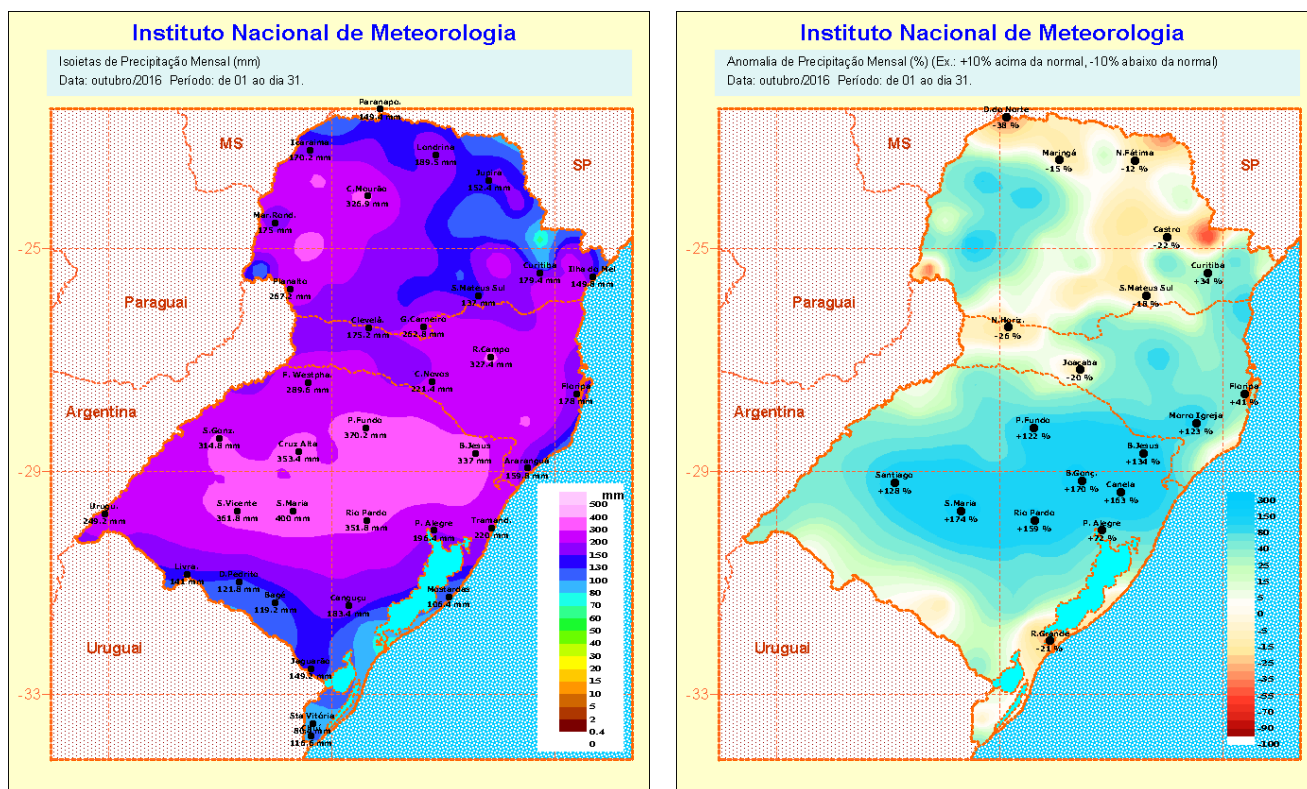 Instituto Nacional de Meteorologia
Isoietas de Precipitação Mensal (mm)
Data: outubro/2016 Período: de 01 ao dia 31.
Paranapo.
149.4 mm
MS
Icaraima
170.2 mm
Londrina
189.5 mm
SP
Japira
152.4 mm
C.Mourão
326.9 mm
Mar.Rond.
175 mm
-25
Curitiba
179.4 mm
Ilha do Mel
149.8 mm
Planalto
267.2 mm
S.Mateus Sul
137 mm
Paraguai
Clevelâ.
175.2 mm
G.Carneiro
262.8 mm
R.Campo
327.4 mm
F. Westpha.
289.6 mm
C.Novos
221.4 mm
Floripa
178 mm
Argentina
P.Fundo
370.2 mm
S.Gonz.
314.8 mm
Cruz Alta
353.4 mm
B.Jesus
337 mm
Araranguá
159.8 mm
-29
Urugu.
249.2 mm
S.Vicente
361.8 mm
S.Maria
400 mm
Rio Pardo
351.8 mm
P. Alegre
196.4 mm
Tramand.
220 mm
Livra.
141 mm
D.Pedrito
121.8 mm
Bagé
119.2 mm
Canguçu
183.4 mm
Mostardas
106.4 mm
Uruguai
Jaguarão
149.2 mm
-33
Sta Vitória
116.6 mm
mm
500
400
300
200
150
130
100
80
70
60
50
40
30
20
15
10
5
2
0.4
0
Instituto Nacional de Meteorologia
Anomalia de Precipitação Mensal (%) (Ex.: +10% acima da normal, -10% abaixo da normal)
Data: outubro/2016 Período: de 01 ao dia 31.
D.do Norte
-38 %
MS
Maringá
-15 %
N.Fátima
-12 %
SP
Castro
-22 %
-25
Curitiba
+34 %
S.Mateus Sul
-18 %
Paraguai
N.Horiz.
-26 %
Joaçaba
-20 %
Floripa
+41 %
Argentina
P.Fundo
+122 %
Morro Igreja
+123 %
B.Jesus
+134 %
-29
Santiago
+128 %
B.Gonç.
+170 %
Canela
+163 %
S.Maria
+174 %
Rio Pardo
+159 %
P. Alegre
+72 %
R.Grande
-21 %
Uruguai
-33
300
150
80
40
25
15
5
0
-5
-15
-25
-35
-55
-70
-90
-100